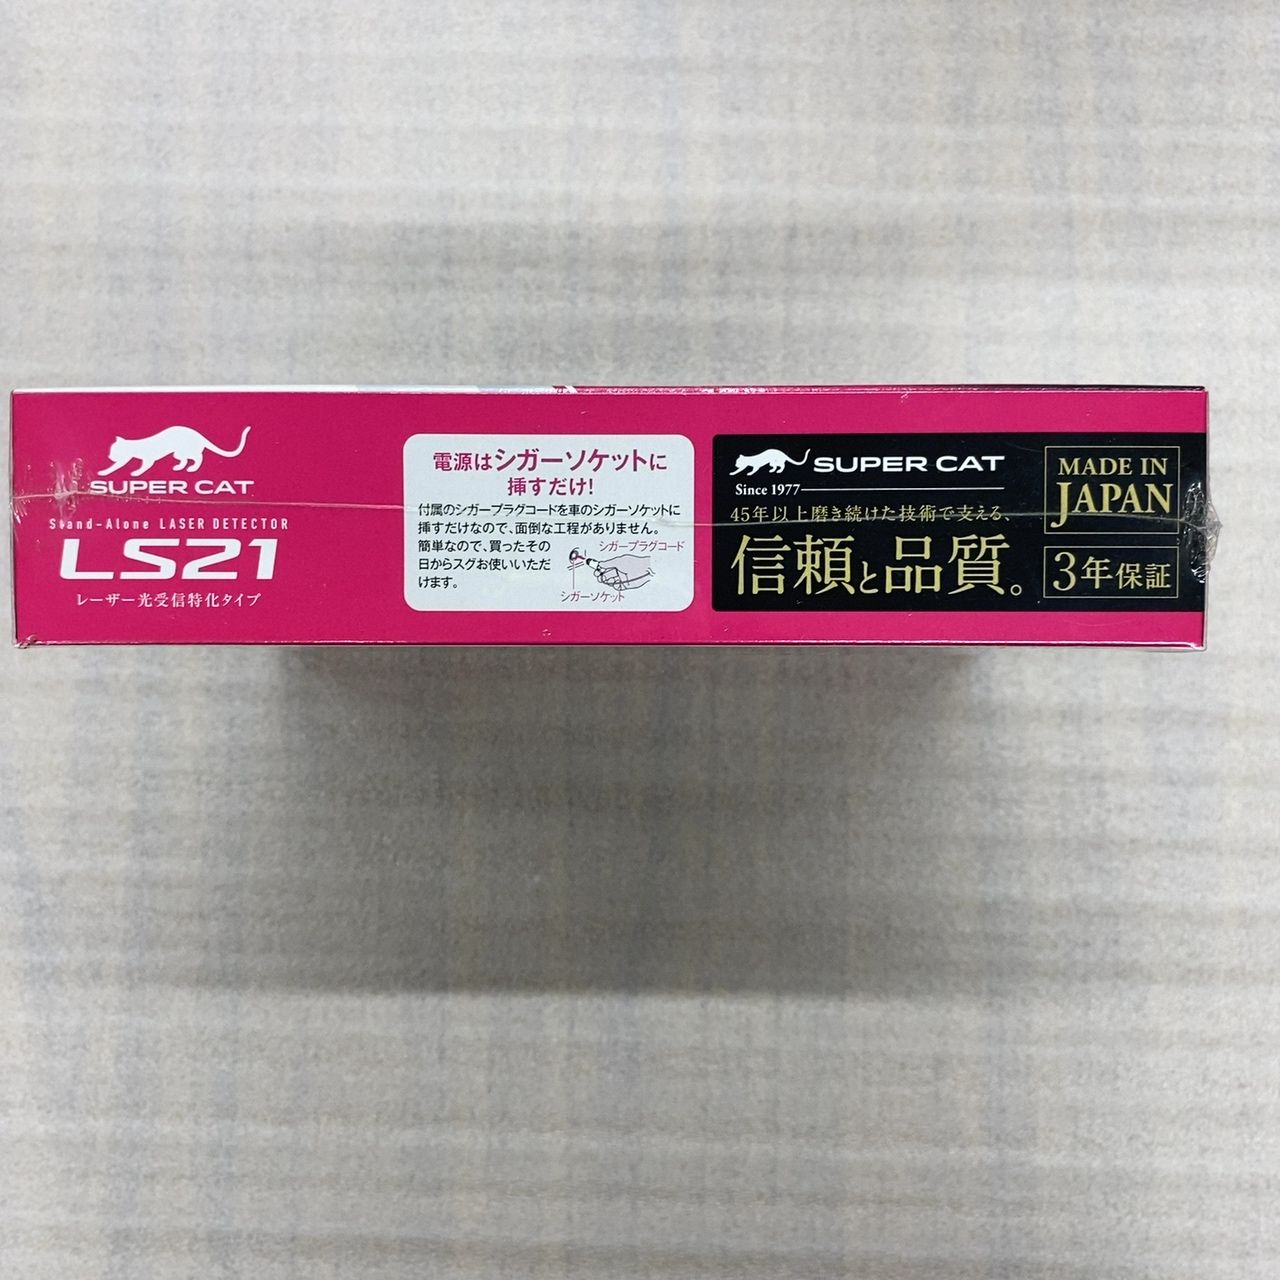 SUPER CAT
Stand-Alone LASER DETECTOR
LS21
レーザー光受信特化タイプ
電源はシガーソケットに
挿すだけ!
付属のシガープラグコードを車のシガーソケットに
挿すだけなので、面倒な工程がありません。
簡単なので、買ったその
日からスグお使いいただ
けます。
シガープラグコード
シガーソケット
SUPER CAT
Since 1977
45年以上磨き続けた技術で支える、
信頼と品質。
MADE IN
JAPAN
3年保証